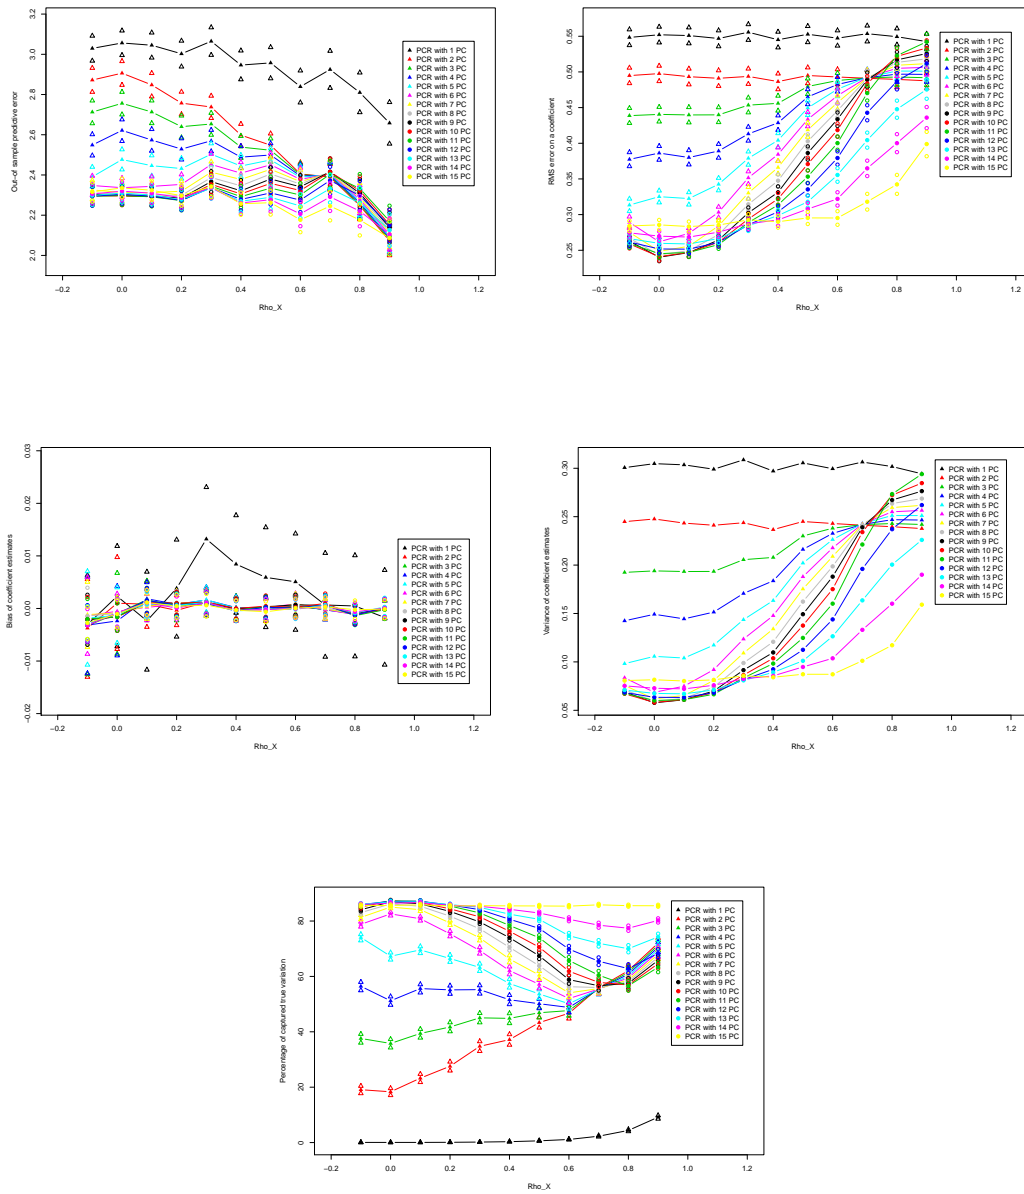 Out-of sample predictive error
2.0
2.2
2.4
2.6
2.8
3.0
3.2
−0.2
0.0
0.2
0.4
0.6
0.8
1.0
1.2
Rho_X
PCR with 1 PC
PCR with 2 PC
PCR with 3 PC
PCR with 4 PC
PCR with 5 PC
PCR with 6 PC
PCR with 7 PC
PCR with 8 PC
PCR with 9 PC
PCR with 10 PC
PCR with 11 PC
PCR with 12 PC
PCR with 13 PC
PCR with 14 PC
PCR with 15 PC
RMS error on a coefficient
0.25
0.30
0.35
0.40
0.45
0.50
0.55
−0.2
0.0
0.2
0.4
0.6
0.8
1.0
1.2
Rho_X
PCR with 1 PC
PCR with 2 PC
PCR with 3 PC
PCR with 4 PC
PCR with 5 PC
PCR with 6 PC
PCR with 7 PC
PCR with 8 PC
PCR with 9 PC
PCR with 10 PC
PCR with 11 PC
PCR with 12 PC
PCR with 13 PC
PCR with 14 PC
PCR with 15 PC
Bias of coefficient estimates
−0.02
−0.01
0.00
0.01
0.02
0.03
−0.2
0.0
0.2
0.4
0.6
0.8
1.0
1.2
Rho_X
PCR with 1 PC
PCR with 2 PC
PCR with 3 PC
PCR with 4 PC
PCR with 5 PC
PCR with 6 PC
PCR with 7 PC
PCR with 8 PC
PCR with 9 PC
PCR with 10 PC
PCR with 11 PC
PCR with 12 PC
PCR with 13 PC
PCR with 14 PC
PCR with 15 PC
Variance of coefficient estimates
0.05
0.10
0.15
0.20
0.25
0.30
−0.2
0.0
0.2
0.4
0.6
0.8
1.0
1.2
Rho_X
PCR with 1 PC
PCR with 2 PC
PCR with 3 PC
PCR with 4 PC
PCR with 5 PC
PCR with 6 PC
PCR with 7 PC
PCR with 8 PC
PCR with 9 PC
PCR with 10 PC
PCR with 11 PC
PCR with 12 PC
PCR with 13 PC
PCR with 14 PC
PCR with 15 PC
Percentage of captured true variation
0
20
40
60
80
−0.2
0.0
0.2
0.4
0.6
0.8
1.0
1.2
Rho_X
PCR with 1 PC
PCR with 2 PC
PCR with 3 PC
PCR with 4 PC
PCR with 5 PC
PCR with 6 PC
PCR with 7 PC
PCR with 8 PC
PCR with 9 PC
PCR with 10 PC
PCR with 11 PC
PCR with 12 PC
PCR with 13 PC
PCR with 14 PC
PCR with 15 PC